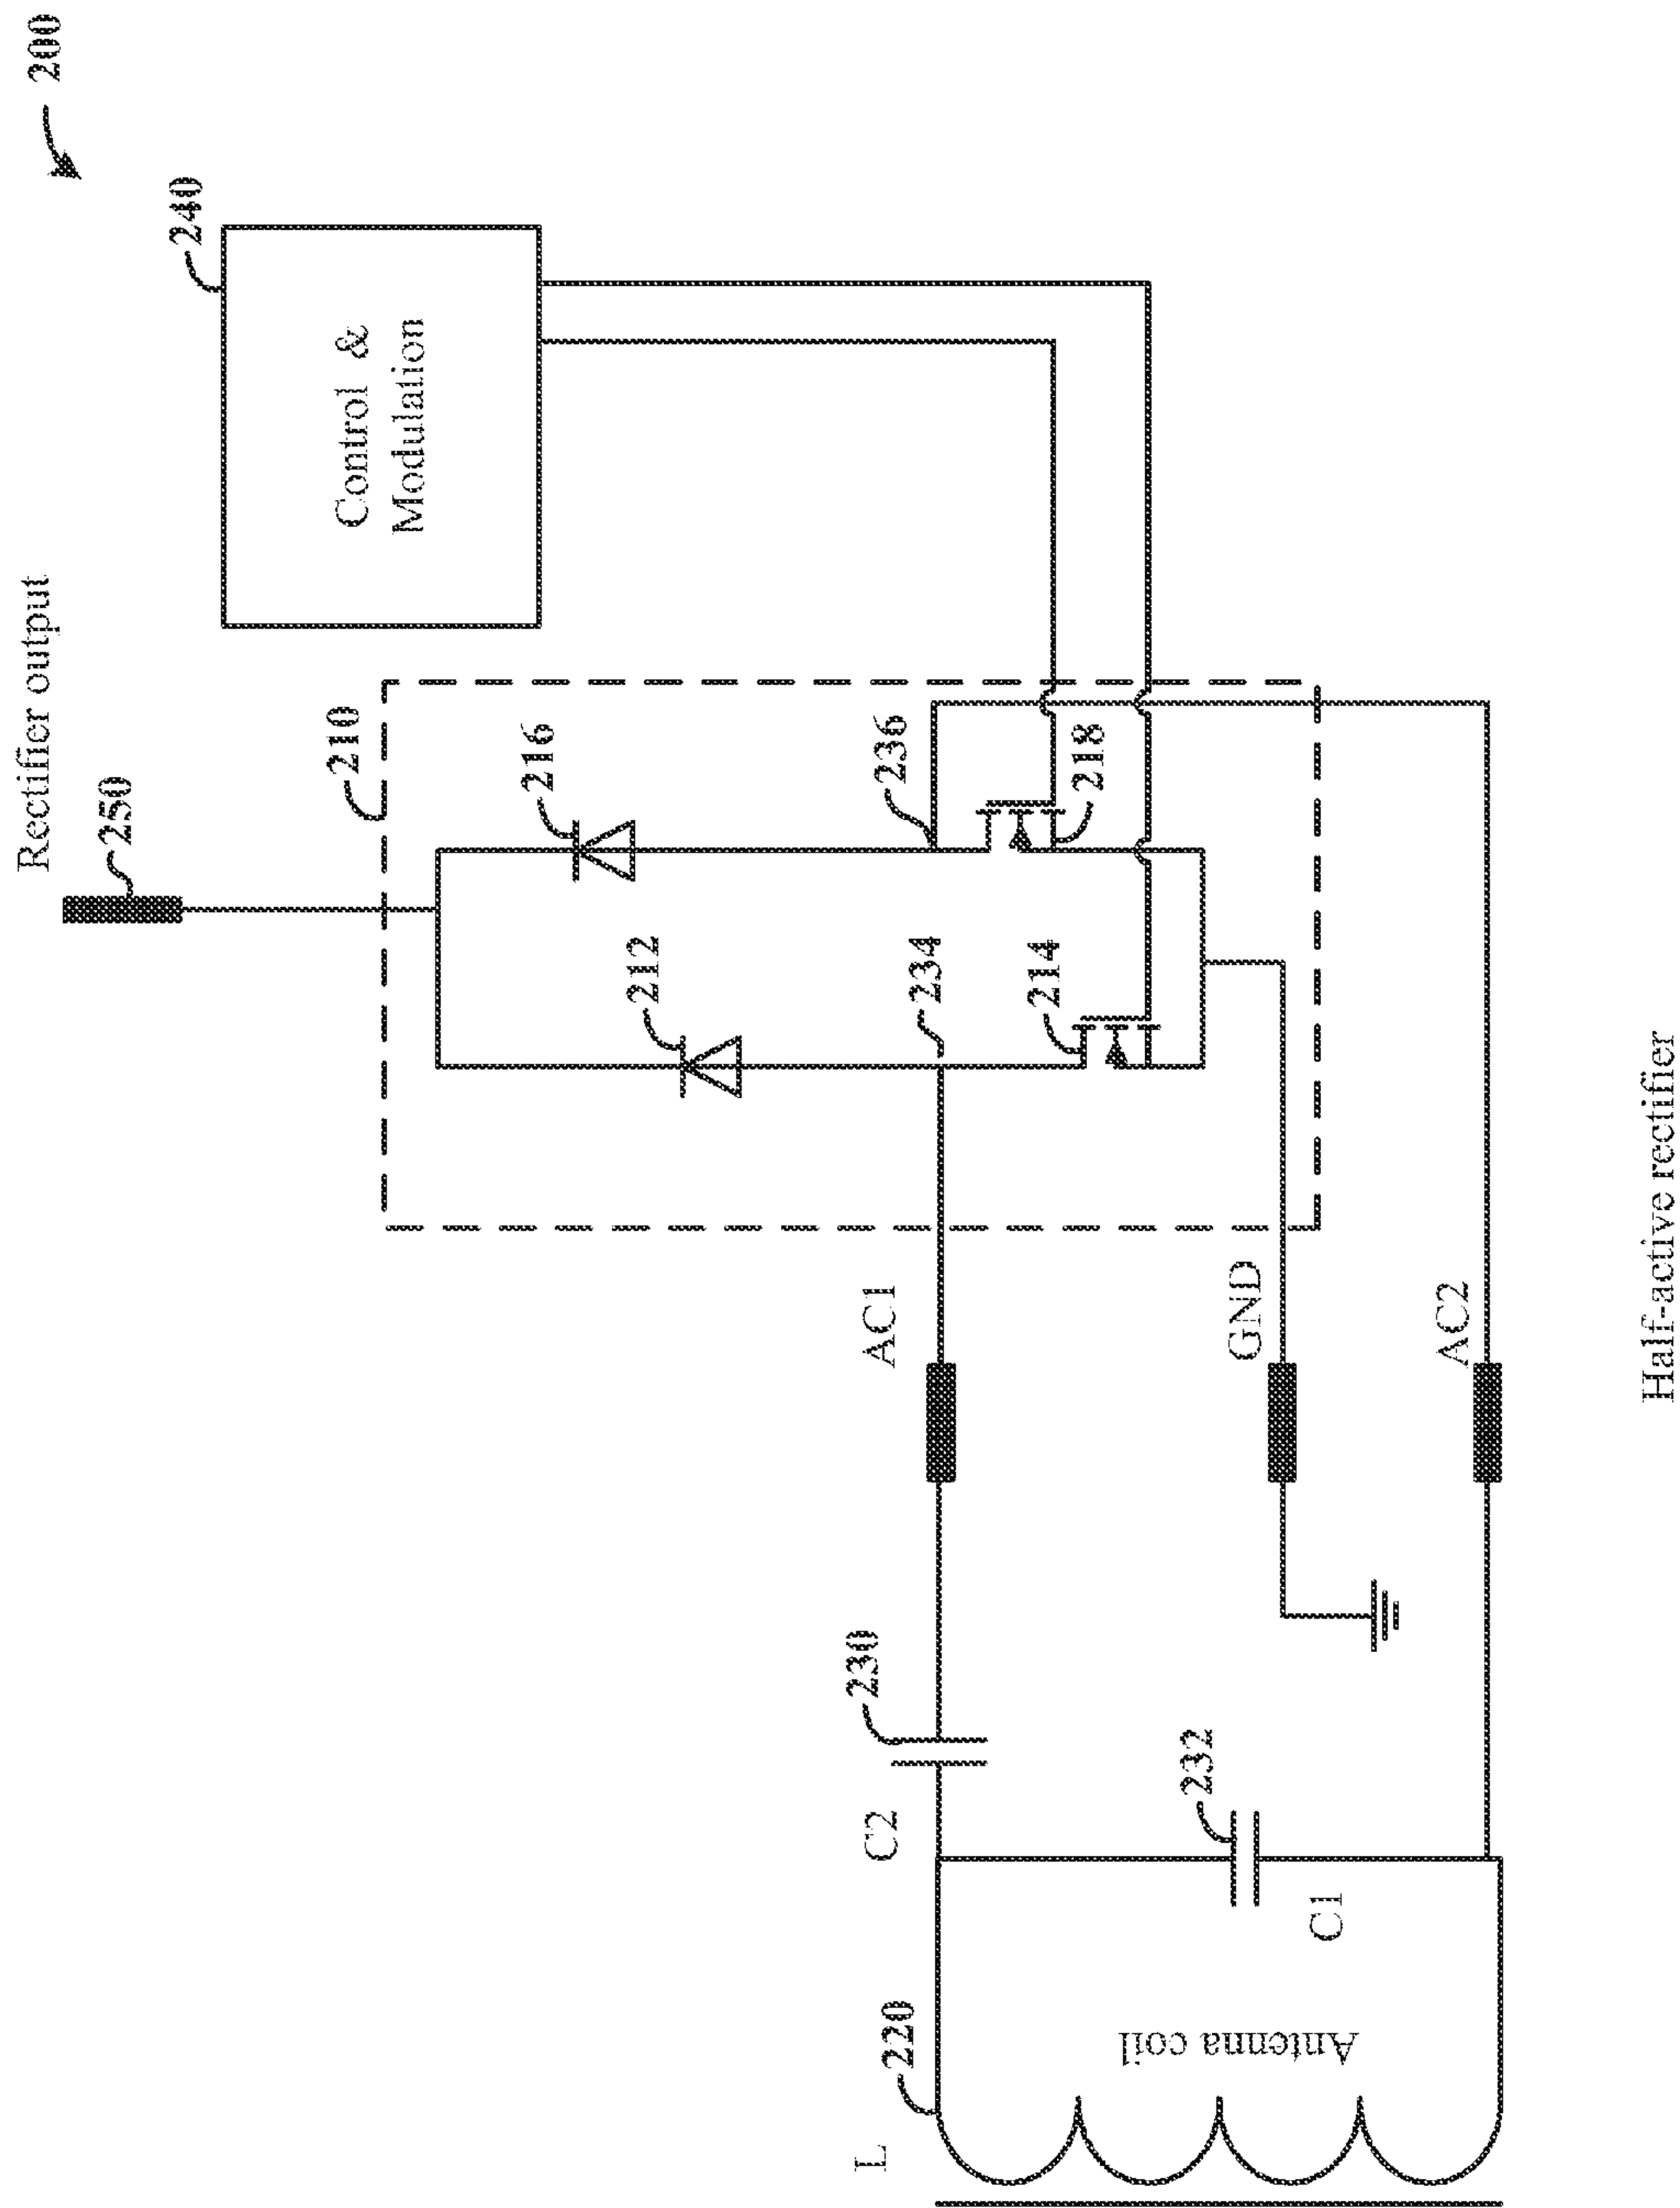 200
Rectifier output
250
240
Control &
Modulation
210
216
212
236
234
218
214
AC1
GND
AC2
230
C2
232
C1
220
L
Antenna coil
Half-active rectifier